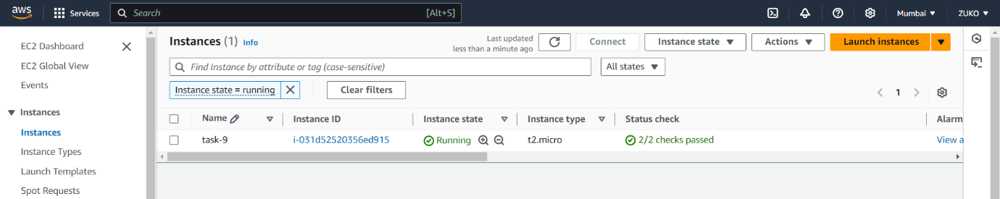 aws Services Search [Alt+S] Mumbai ▼ ZUKO ▼
EC2 Dashboard
EC2 Global View
Events
Instances
Instances
Instance Types
Launch Templates
Spot Requests
Instances (1) Info
Last updated
less than a minute ago
Connect Instance state Actions Launch instances
Find Instance by attribute or tag (case-sensitive) All states
Instance state = running Clear filters
1
Name Instance ID Instance state Instance type Status check Alarm
task-9 i-031d52520356ed915 Running t2.micro 2/2 checks passed View a